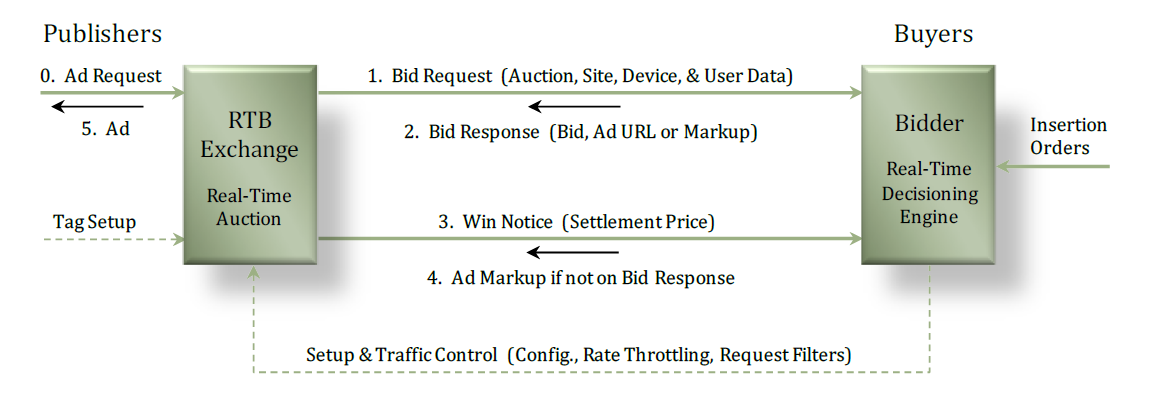 Publishers
Buyers
0. Ad Request
1. Bid Request (Auction, Site, Device, & User Data)
5. Ad
RTB
Exchange
Real-Time
Auction
2. Bid Response (Bid, Ad URL or Markup)
Bidder
Real-Time
Decisioning
Engine
Insertion
Orders
Tag Setup
3. Win Notice (Settlement Price)
4. Ad Markup if not on Bid Response
Setup & Traffic Control (Config., Rate Throttling, Request Filters)